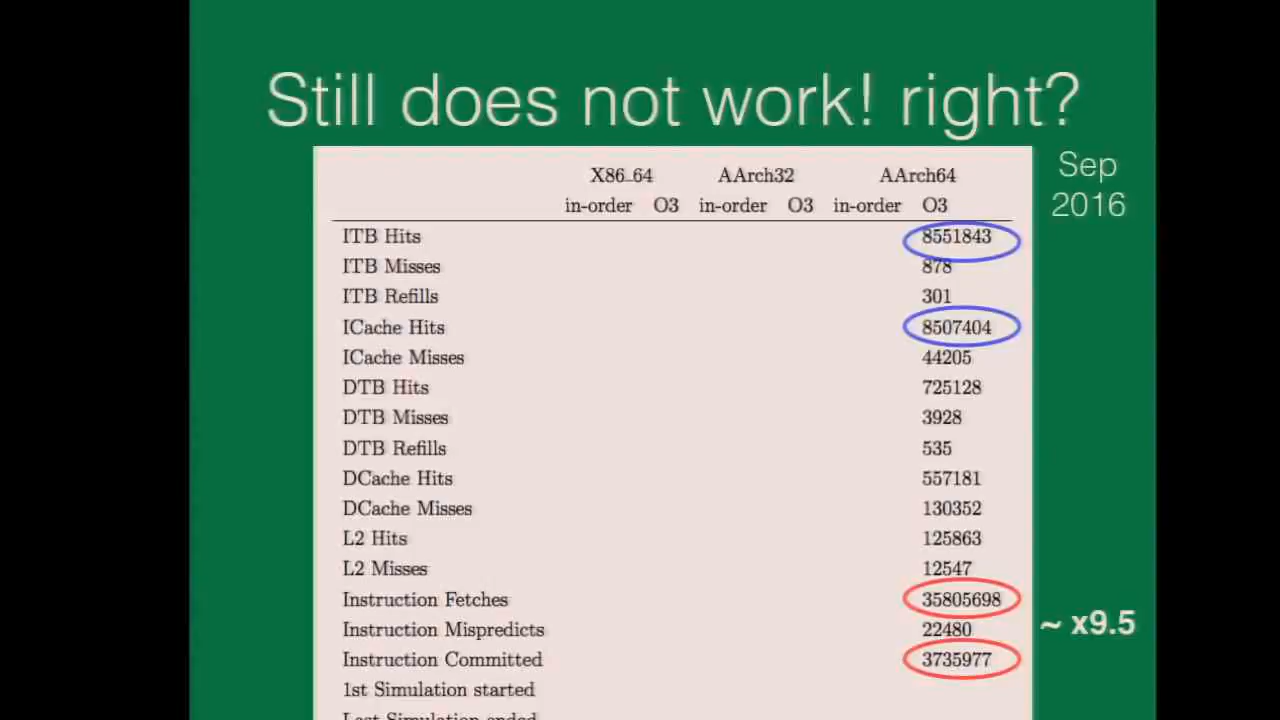 Still does not work! right?
Sep
2016
X86_64 AArch32 AArch64
in-order O3 in-order O3 in-order O3
ITB Hits 8551843
ITB Misses 878
ITB Refills 301
ICache Hits 8507404
ICache Misses 44205
DTB Hits 725128
DTB Misses 3928
DTB Refills 535
DCache Hits 557181
DCache Misses 130352
L2 Hits 125863
L2 Misses 12547
Instruction Fetches 35805698
~ x9.5
Instruction Mispredicts 22480
Instruction Committed 3735977
1st Simulation started
Last Simulation ended